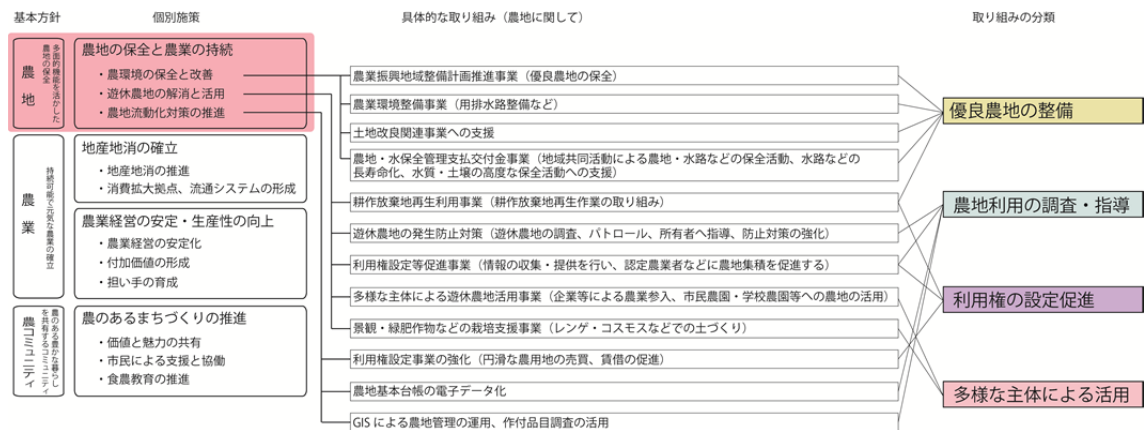 基本方針
個別施策
具体的な取り組み（農地に関して）
取り組みの分類
農地
多面的機能を活かした
農地の保全
農地の保全と農業の持続
・農環境の保全と改善
・遊休農地の解消と活用
・農地流動化対策の推進
農業
持続可能で元気な農業の確立
地産地消の確立
・地産地消の推進
・消費拡大拠点、流通システムの形成
農業経営の安定・生産性の向上
・農業経営の安定化
・付加価値の形成
・担い手の育成
農コミュニティ
農のある豊かな暮らし
を共有するコミュニティ
農のあるまちづくりの推進
・価値と魅力の共有
・市民による支援と協働
・食農教育の推進
農業振興地域整備計画推進事業（優良農地の保全）
農業環境整備事業（用排水路整備など）
土地改良関連事業への支援
農地・水保全管理支払交付金事業（地域共同活動による農地・水路などの保全活動、水路などの
長寿命化、水質・土壌の高度な保全活動への支援）
耕作放棄地再生利用事業（耕作放棄地再生作業の取り組み）
遊休農地の発生防止対策（遊休農地の調査、パトロール、所有者へ指導、防止対策の強化）
利用権設定等促進事業（情報の収集・提供を行い、認定農業者などに農地集積を促進する）
多様な主体による遊休農地活用事業（企業等による農業参入、市民農園・学校農園等への農地の活用）
景観・緑肥作物などの栽培支援事業（レンゲ・コスモスなどでの土づくり）
利用権設定事業の強化（円滑な農用地の売買、賃借の促進）
農地基本台帳の電子データ化
GISによる農地管理の運用、作付品目調査の活用
優良農地の整備
農地利用の調査・指導
利用権の設定促進
多様な主体による活用